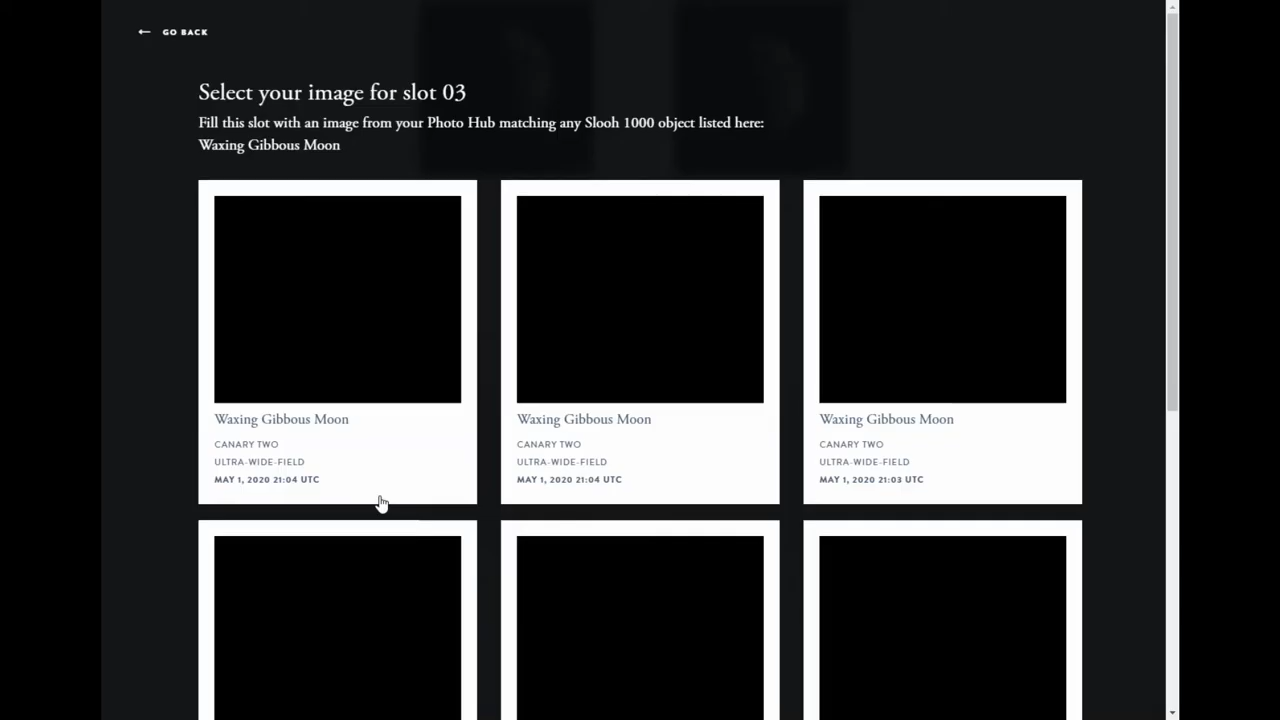 GO BACK
Select your image for slot 03
Fill this slot with an image from your Photo Hub matching any Slooh 1000 object listed here:
Waxing Gibbous Moon
Waxing Gibbous Moon
CANARY TWO
ULTRA-WIDE-FIELD
MAY 1, 2020 21:04 UTC
Waxing Gibbous Moon
CANARY TWO
ULTRA-WIDE-FIELD
MAY 1, 2020 21:04 UTC
Waxing Gibbous Moon
CANARY TWO
ULTRA-WIDE-FIELD
MAY 1, 2020 21:03 UTC